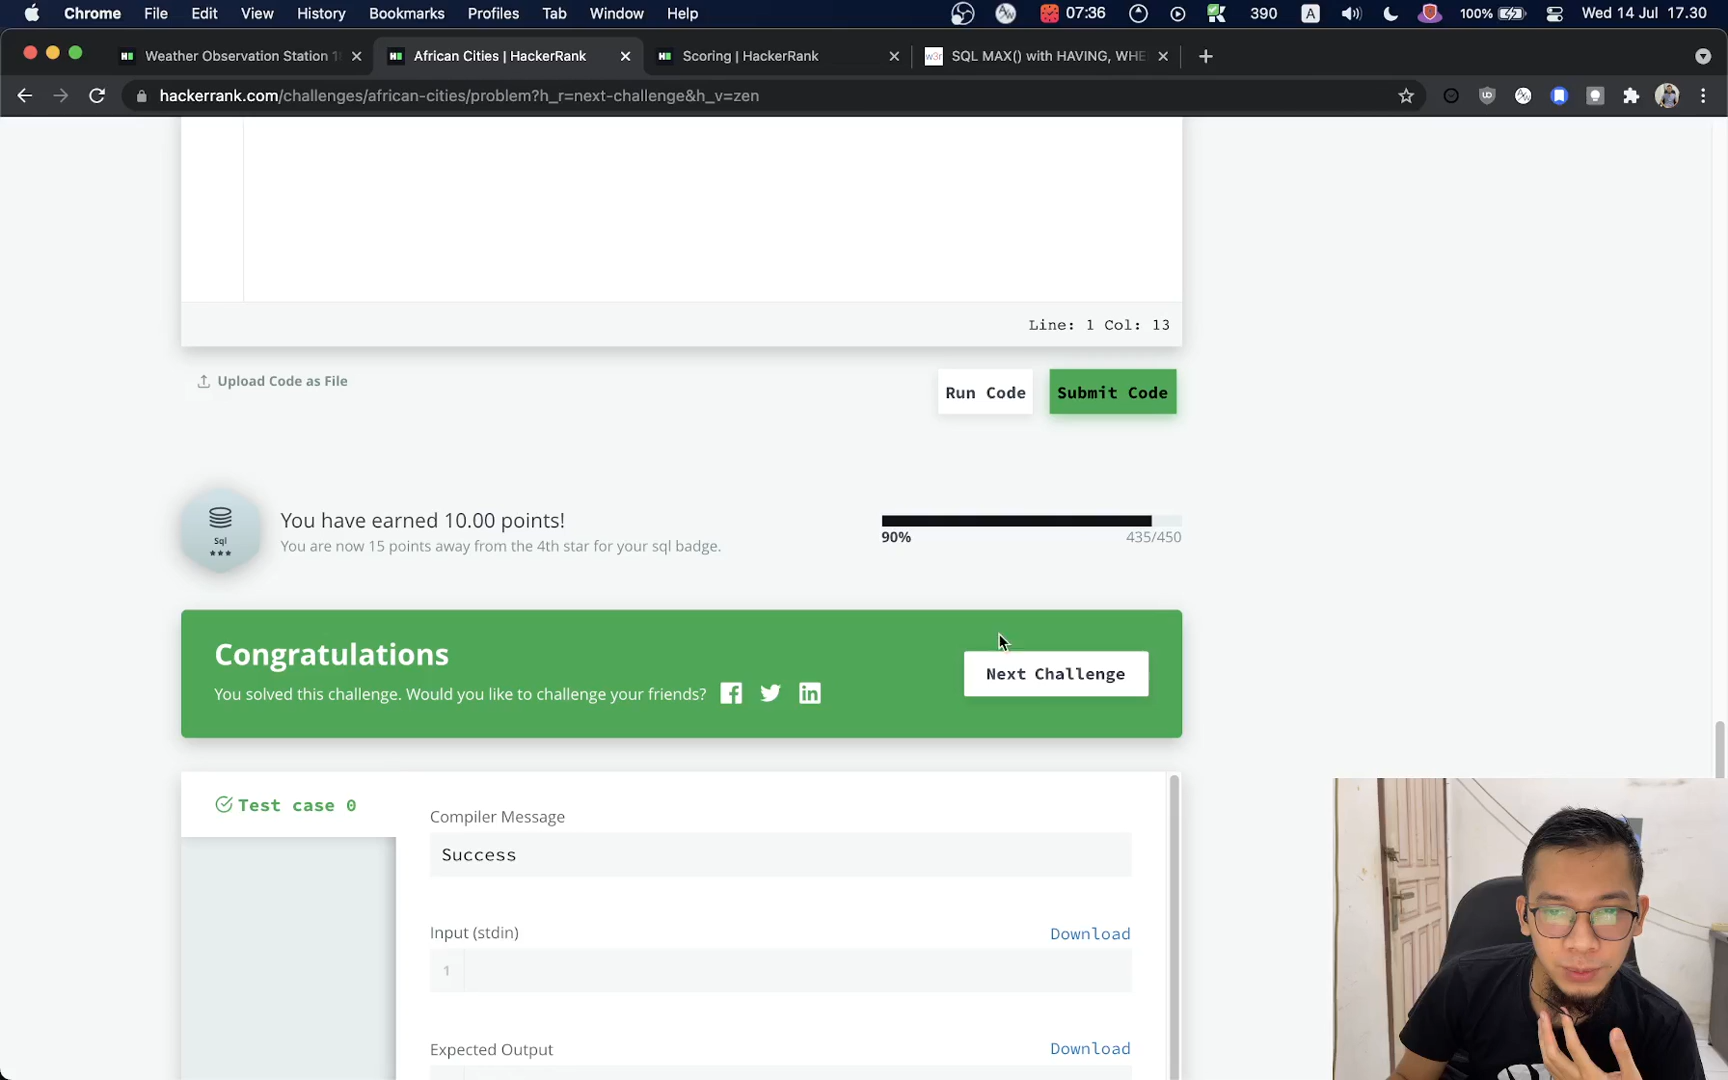 Chrome File Edit View History Bookmarks Profiles Tab Window Help 07:36 390 A 100% Wed 14 Jul 17.30
Weather Observation Station 1
African Cities | HackerRank
Scoring | HackerRank
SQL MAX() with HAVING, WHE
hackerrank.com/challenges/african-cities/problem?h_r=next-challenge&h_v=zen
Line: 1 Col: 13
Upload Code as File
Run Code
Submit Code
Sql
You have earned 10.00 points!
You are now 15 points away from the 4th star for your sql badge.
90%
435/450
Congratulations
You solved this challenge. Would you like to challenge your friends?
Next Challenge
Test case 0
Compiler Message
Success
Input (stdin)
Download
1
Expected Output
Download